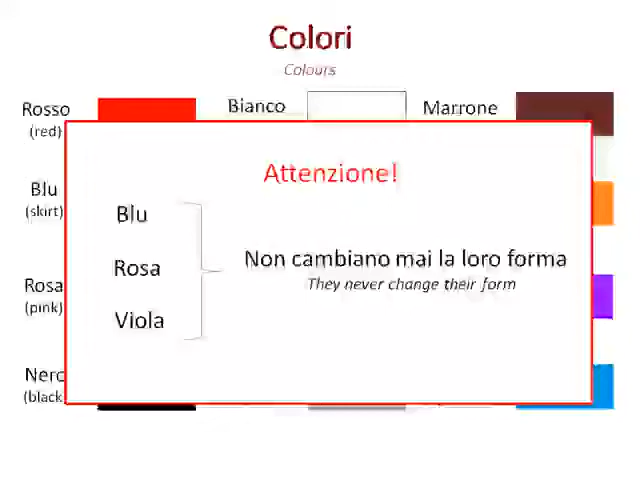 Colori
Colours
Rosso
(red)
Bianco
Marrone
Attenzione!
Blu
(skirt)
Blu
Rosa
Viola
Non cambiano mai la loro forma
They never change their form
Rosa
(pink)
Nero
(black